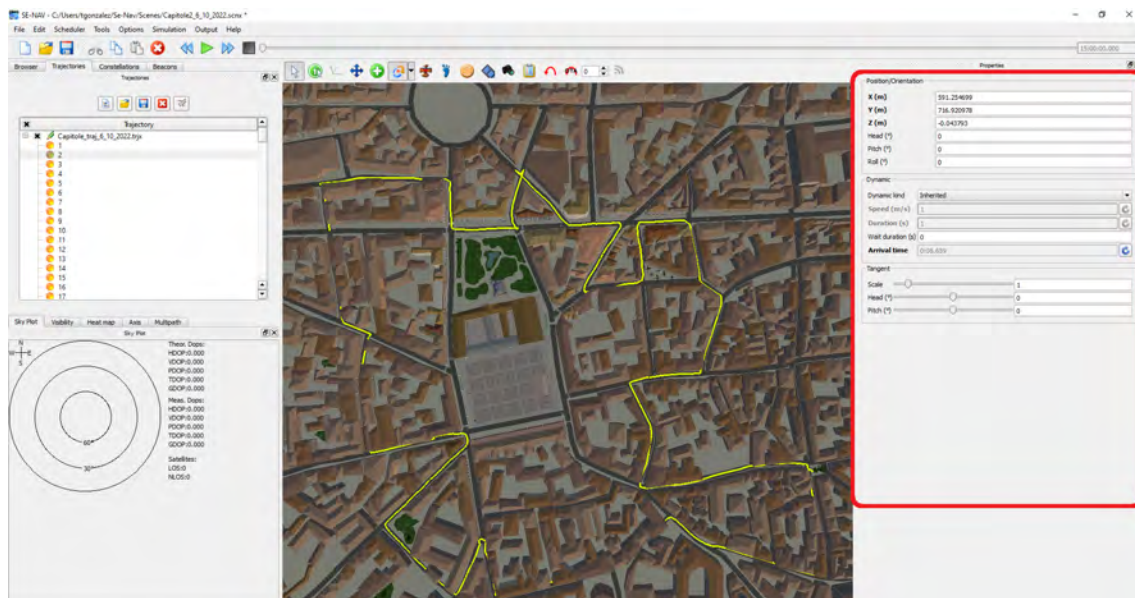 SE-NAV - C:/Users/tgonzalez/Se-Nav/Scenes/Capitole2_6_10_2022.scnx *
File Edit Scheduler Tools Options Simulation Output Help
15:00:00.000
Browser Trajectories Constellations Beacons
Trajectories
Trajectory
Capitole_traj_6_10_2022.trjx
1
2
3
4
5
6
7
8
9
10
11
12
13
14
15
16
17
Sky Plot Visibility Heat map Axis Multipath
Sky Plot
N
W E
S
60°
30°
Theor. Dops:
HDOP:0.000
VDOP:0.000
PDOP:0.000
TDOP:0.000
GDOP:0.000
Meas. Dops:
HDOP:0.000
VDOP:0.000
PDOP:0.000
TDOP:0.000
GDOP:0.000
Satellites:
LOS:0
NLOS:0
0
Properties
Position/Orientation
X (m) 591.254699
Y (m) 716.920978
Z (m) -0.043793
Head (°) 0
Pitch (°) 0
Roll (°) 0
Dynamic
Dynamic kind Inherited
Speed (m/s) 1
Duration (s) 1
Wait duration (s) 0
Arrival time
Tangent
Scale 1
Head (°) 0
Pitch (°) 0